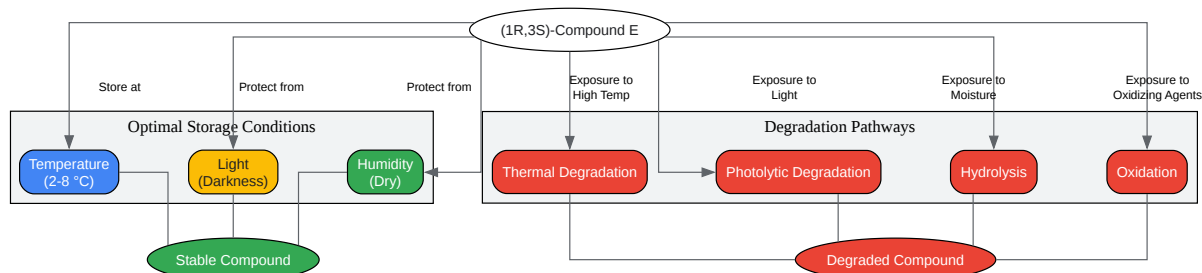 (1R,3S)-Compound E
Store at
Protect from
Protect from
Exposure to
High Temp
Exposure to
Light
Exposure to
Moisture
Exposure to
Oxidizing Agents
Optimal Storage Conditions
Degradation Pathways
Temperature
(2-8 °C)
Light
(Darkness)
Humidity
(Dry)
Thermal Degradation
Photolytic Degradation
Hydrolysis
Oxidation
Stable Compound
Degraded Compound